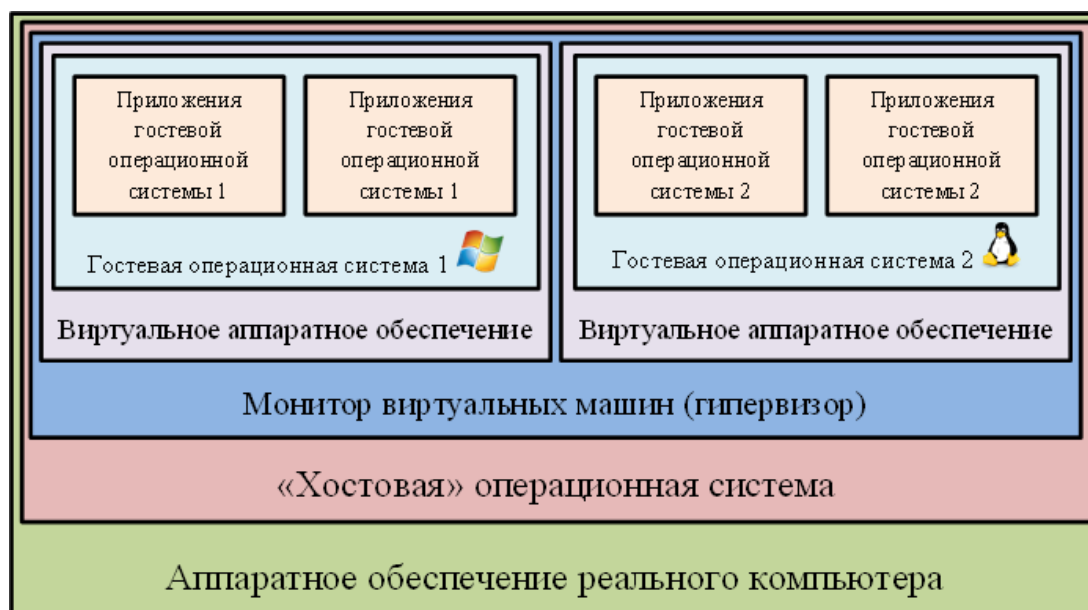 Приложения
гостевой
операционной
системы 1
Приложения
гостевой
операционной
системы 1
Гостевая операционная система 1
Виртуальное аппаратное обеспечение
Приложения
гостевой
операционной
системы 2
Приложения
гостевой
операционной
системы 2
Гостевая операционная система 2
Виртуальное аппаратное обеспечение
Монитор виртуальных машин (гипервизор)
«Хостовая» операционная система
Аппаратное обеспечение реального компьютера